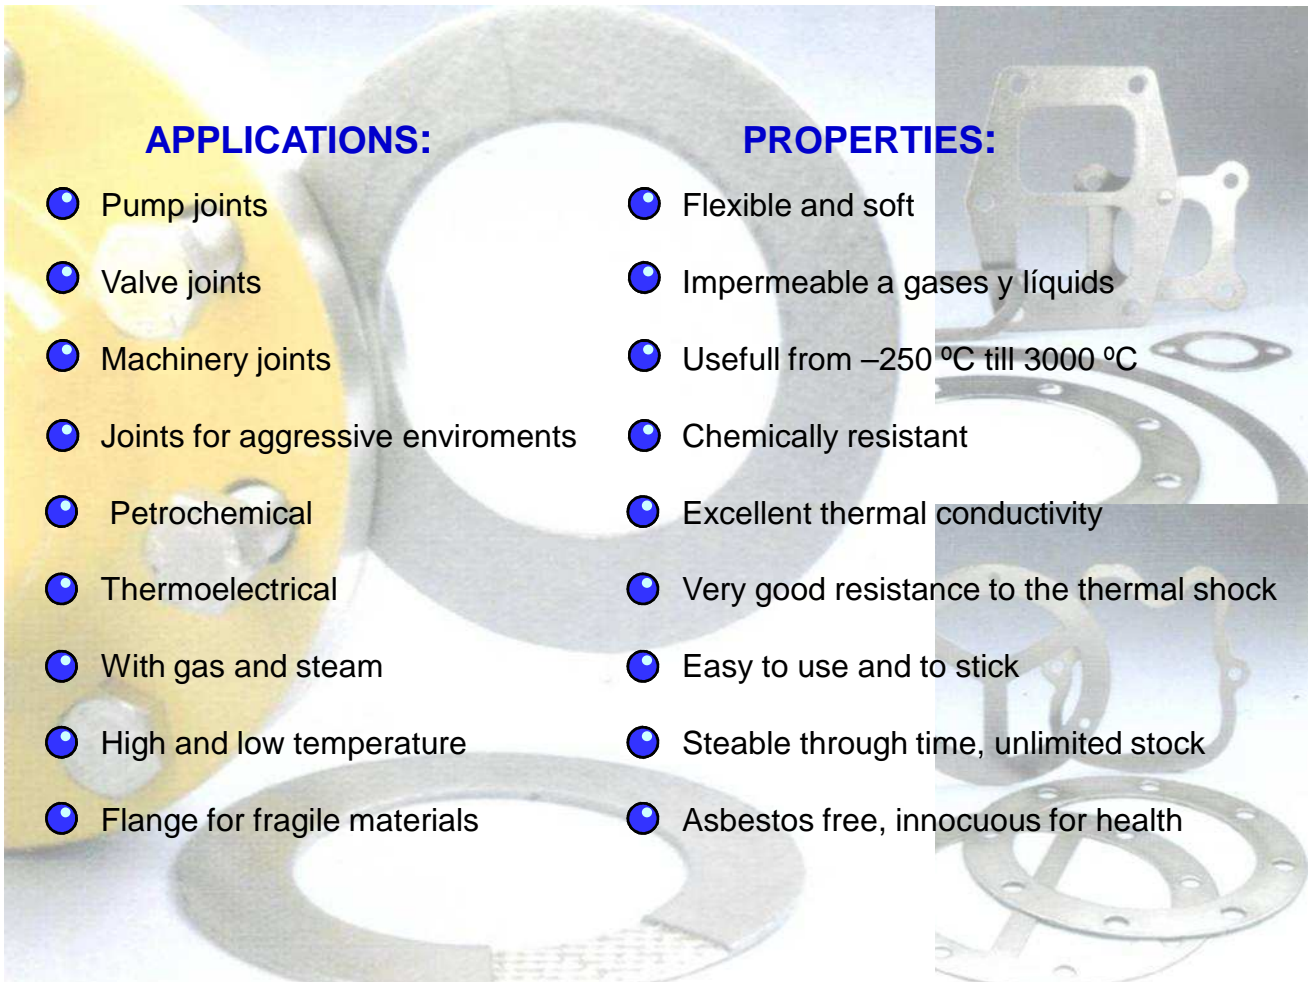 APPLICATIONS:
Pump joints
Valve joints
Machinery joints
Joints for aggressive enviroments
Petrochemical
Thermoelectrical
With gas and steam
High and low temperature
Flange for fragile materials
PROPERTIES:
Flexible and soft
Impermeable a gases y líquids
Usefull from –250 ºC till 3000 ºC
Chemically resistant
Excellent thermal conductivity
Very good resistance to the thermal shock
Easy to use and to stick
Steable through time, unlimited stock
Asbestos free, innocuous for health